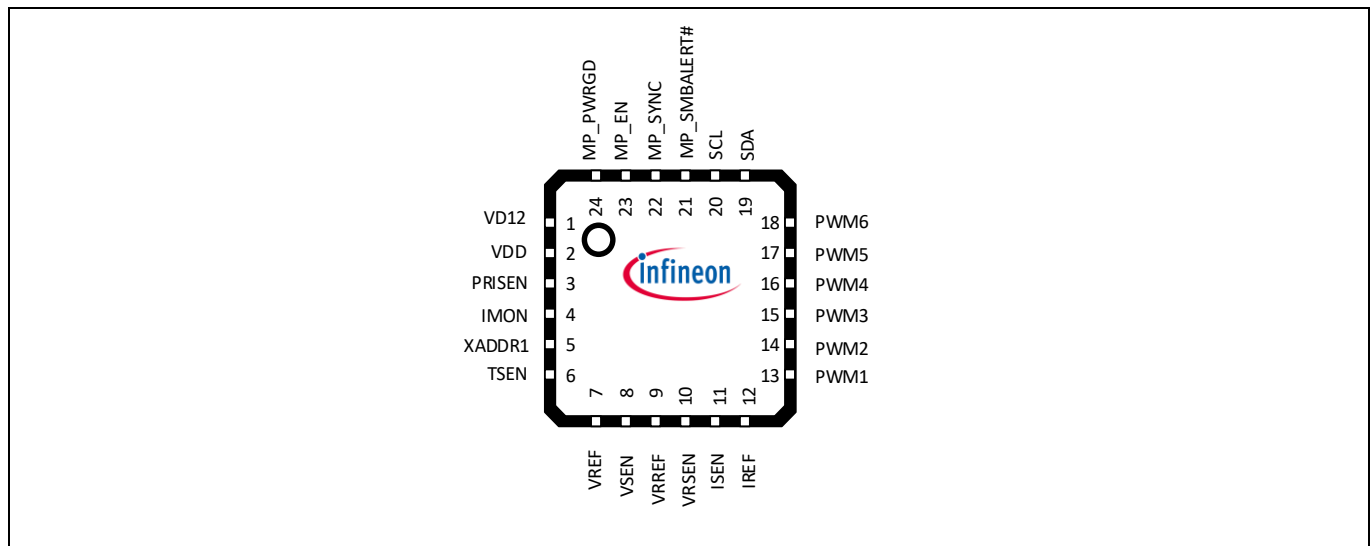 MP_PWRGD
MP_EN
MP_SYNC
MP_SMBALERT#
SCL
SDA
24
23
22
21
20
19
VD12 1
VDD 2
PRISEN 3
IMON 4
XADDR1 5
TSEN 6
infineon
18 PWM6
17 PWM5
16 PWM4
15 PWM3
14 PWM2
13 PWM1
7
8
9
10
11
12
VREF
VSEN
VRREF
VRSEN
ISEN
IREF